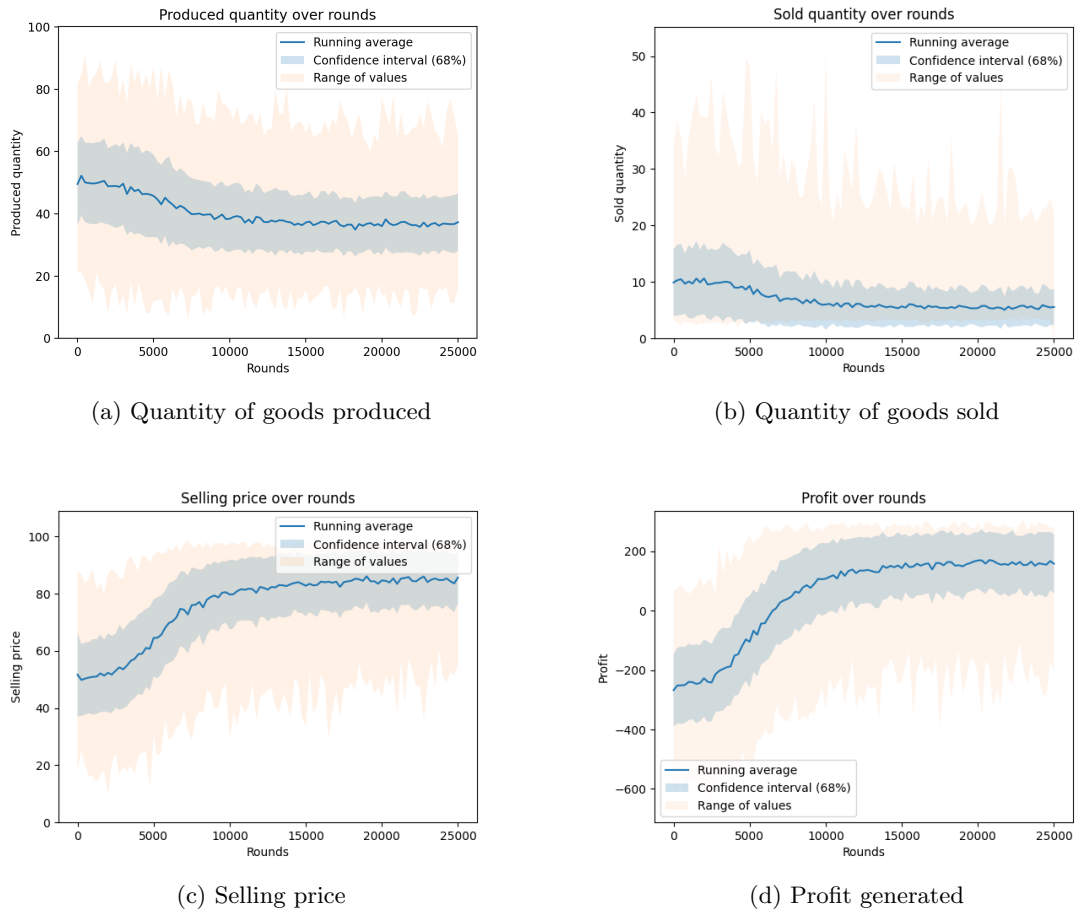 Produced quantity over rounds
Running average
Confidence interval (68%)
Range of values
Produced quantity
100
80
60
40
20
0
0 5000 10000 15000 20000 25000
Rounds
(a) Quantity of goods produced
Sold quantity over rounds
Running average
Confidence interval (68%)
Range of values
Sold quantity
50
40
30
20
10
0
0 5000 10000 15000 20000 25000
Rounds
(b) Quantity of goods sold
Selling price over rounds
Running average
Confidence interval (68%)
Range of values
Selling price
100
80
60
40
20
0
0 5000 10000 15000 20000 25000
Rounds
(c) Selling price
Profit over rounds
Profit
200
0
−200
−400
−600
Running average
Confidence interval (68%)
Range of values
0 5000 10000 15000 20000 25000
Rounds
(d) Profit generated